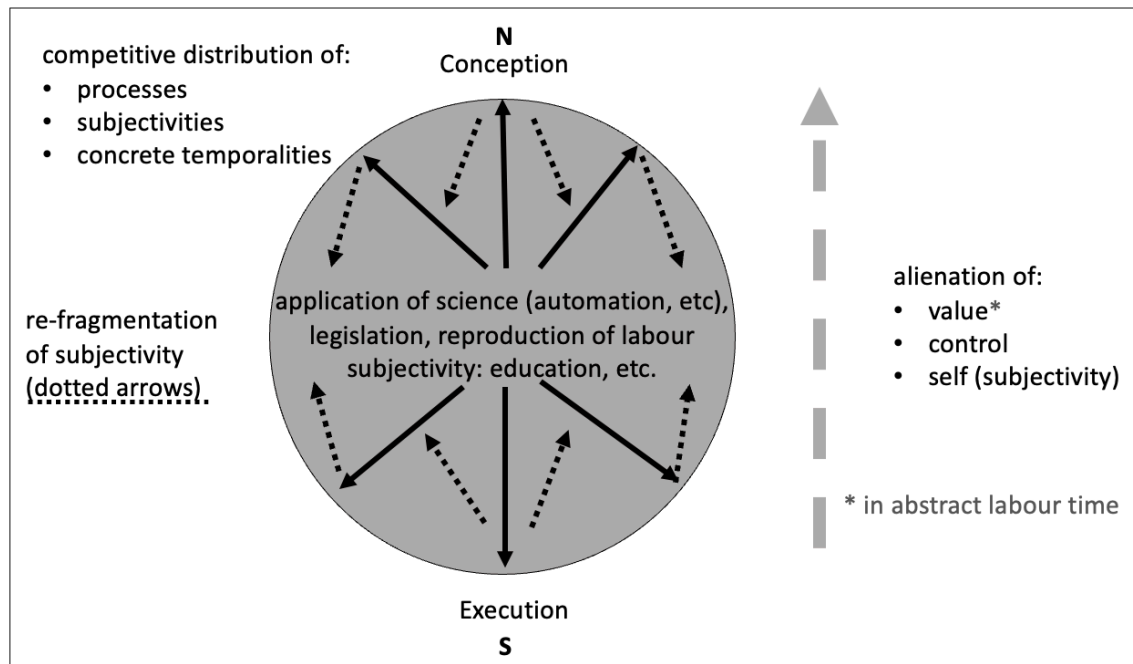 N
Conception
competitive distribution of:
• processes
• subjectivities
• concrete temporalities
application of science (automation, etc),
legislation, reproduction of labour
subjectivity: education, etc.
re-fragmentation
of subjectivity
(dotted arrows)
alienation of:
• value*
• control
• self (subjectivity)
* in abstract labour time
Execution
S